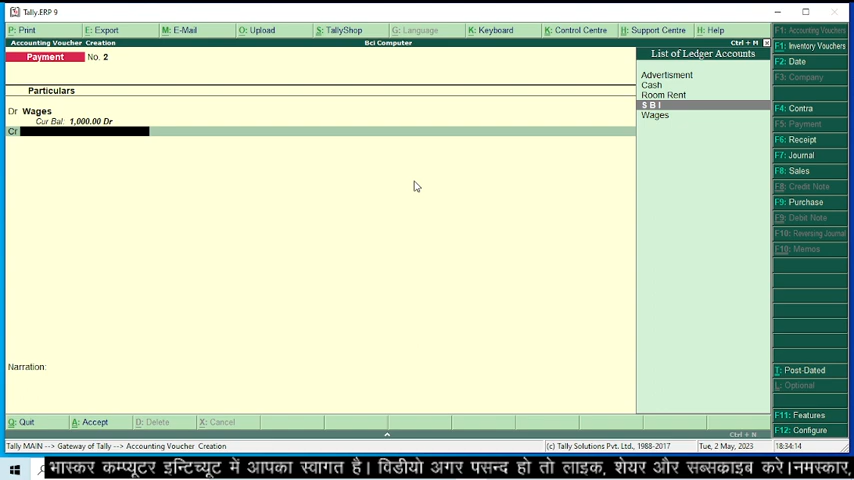 Tally.ERP 9
P: Print E: Export M: E-Mail O: Upload S: TallyShop G: Language K: Keyboard K: Control Centre H: Support Centre H: Help
Accounting Voucher Creation Bci Computer Ctrl + M
Payment No. 2
Particulars
Dr Wages
Cur Bal: 1,000.00 Dr
Cr
Narration:
List of Ledger Accounts
Advertisment
Cash
Room Rent
S B I
Wages
F1: Accounting Vouchers
F1: Inventory Vouchers
F2: Date
F3: Company
F4: Contra
F5: Payment
F6: Receipt
F7: Journal
F8: Sales
F8: Credit Note
F9: Purchase
F9: Debit Note
F10: Reversing Journal
F10: Memos
T: Post-Dated
L: Optional
F11: Features
F12: Configure
Q: Quit A: Accept D: Delete X: Cancel
Ctrl + N
Tally MAIN --> Gateway of Tally --> Accounting Voucher Creation (c) Tally Solutions Pvt. Ltd., 1988-2017 Tue, 2 May, 2023 18:34:14
भास्कर कम्प्यूटर इन्टिच्यूट में आपका स्वागत है। विडीयो अगर पसन्द हो तो लाइक, शेयर और सब्सक्राइब करे।नमस्कार,